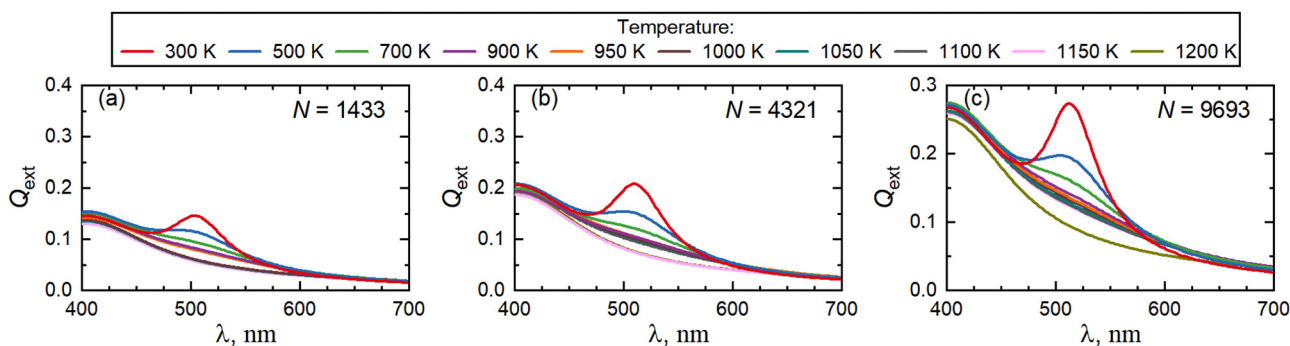 Temperature:
300 K 500 K 700 K 900 K 950 K 1000 K 1050 K 1100 K 1150 K 1200 K
(a) N = 1433
(b) N = 4321
(c) N = 9693
0.4
0.3
0.2
0.1
0.0
Qext
400 500 600 700
λ, nm
0.4
0.3
0.2
0.1
0.0
Qext
400 500 600 700
λ, nm
0.3
0.2
0.1
0.0
Qext
400 500 600 700
λ, nm